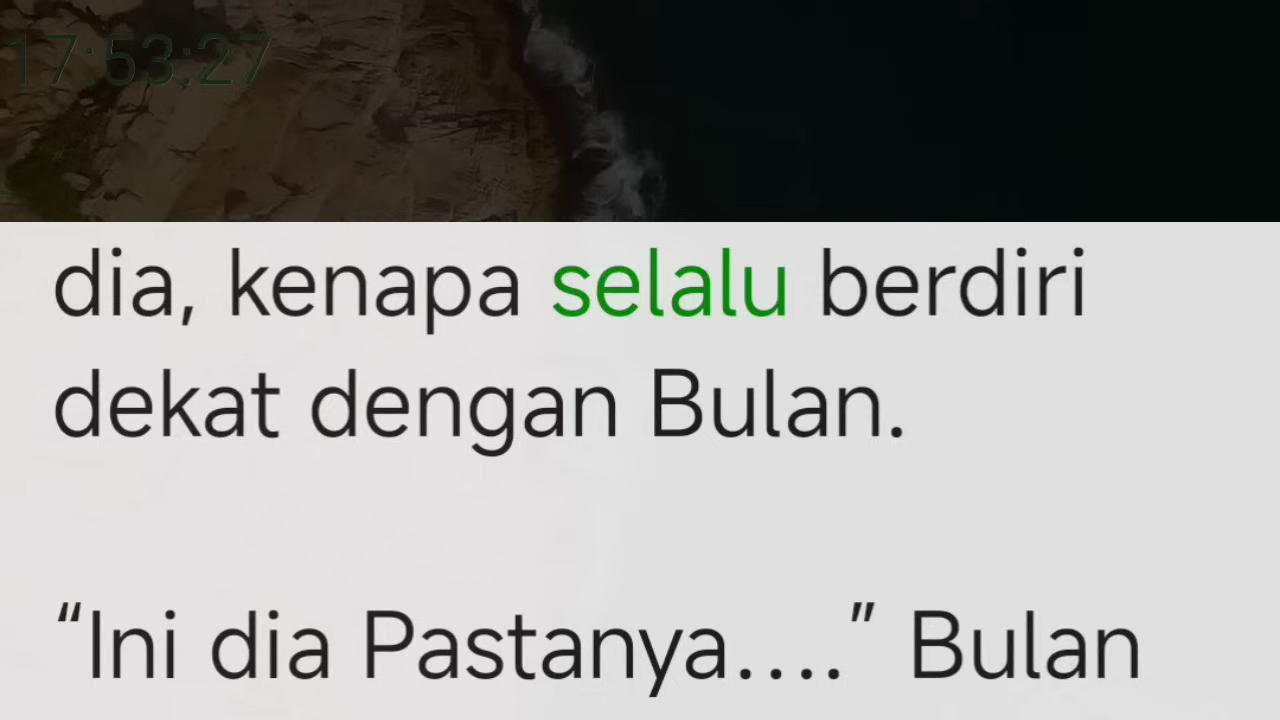 17:53:27
dia, kenapa selalu berdiri
dekat dengan Bulan.
“Ini dia Pastanya....” Bulan